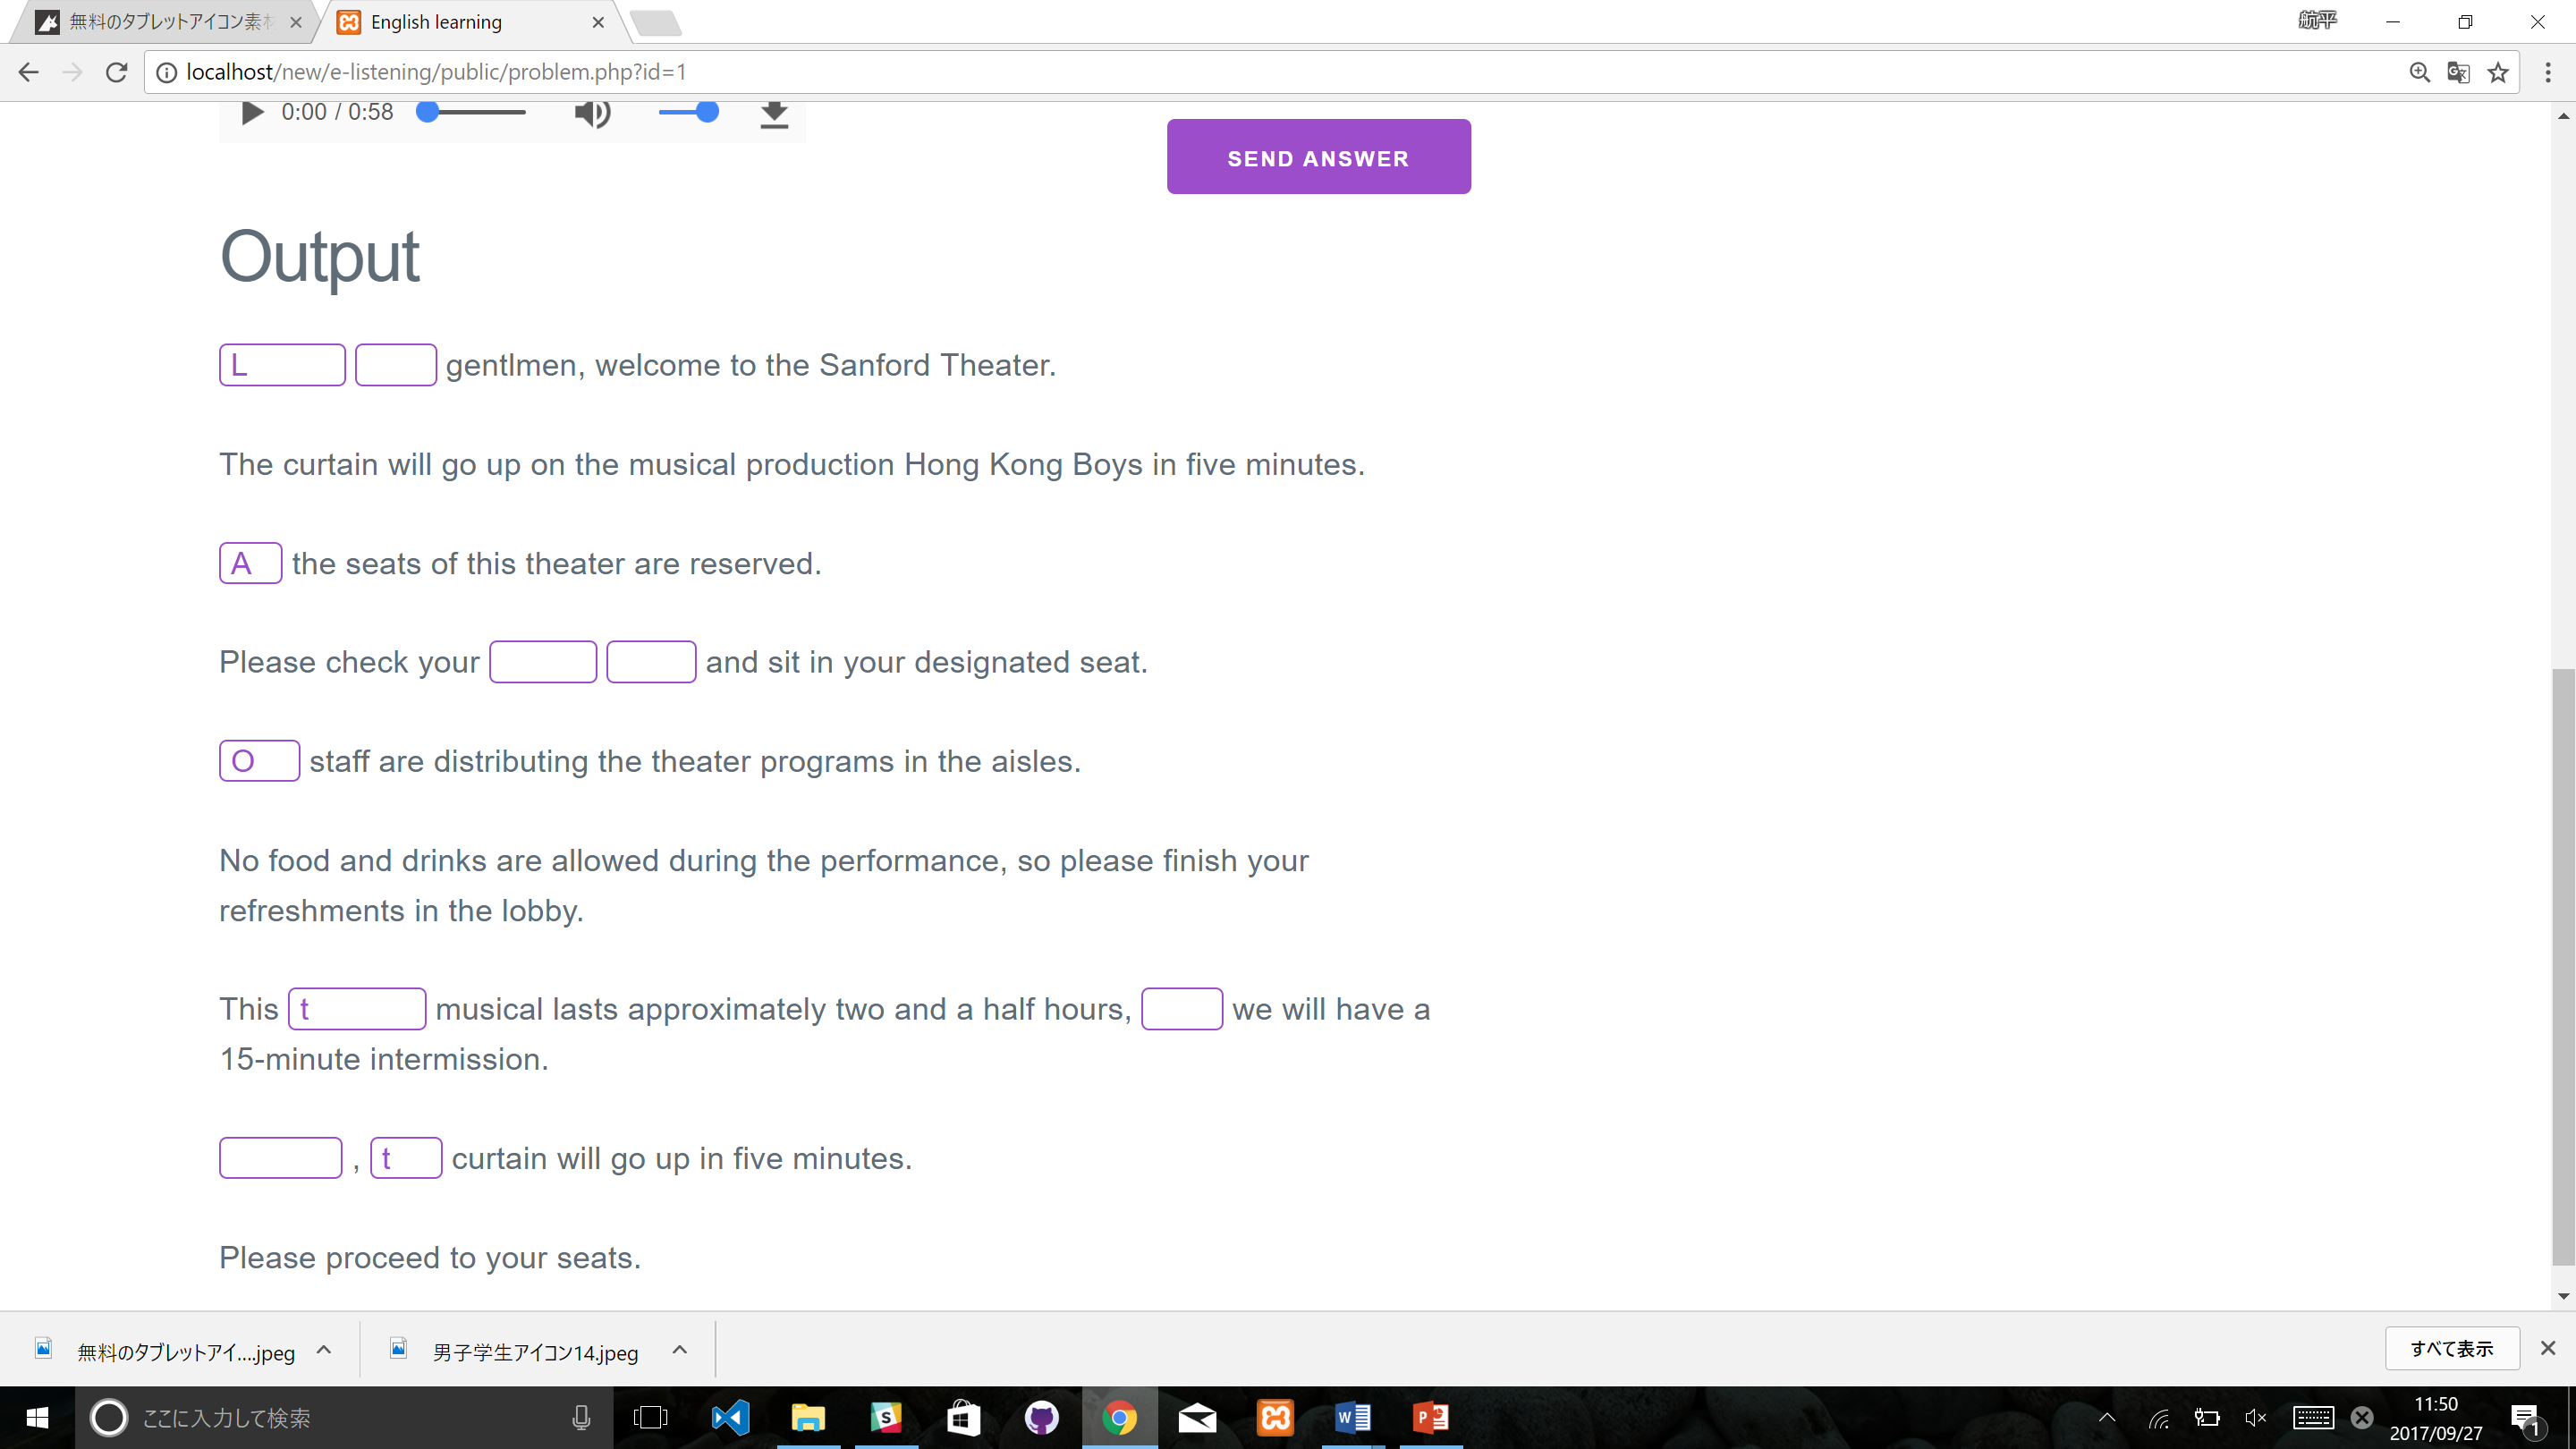 無料のタブレットアイコン素材
English learning
航平
localhost/new/e-listening/public/problem.php?id=1
0:00 / 0:58
SEND ANSWER
Output
L gentlmen, welcome to the Sanford Theater.
The curtain will go up on the musical production Hong Kong Boys in five minutes.
A the seats of this theater are reserved.
Please check your and sit in your designated seat.
O staff are distributing the theater programs in the aisles.
No food and drinks are allowed during the performance, so please finish your
refreshments in the lobby.
This t musical lasts approximately two and a half hours, we will have a
15-minute intermission.
, t curtain will go up in five minutes.
Please proceed to your seats.
無料のタブレットアイ....jpeg
男子学生アイコン14.jpeg
すべて表示
ここに入力して検索
11:50
2017/09/27
1